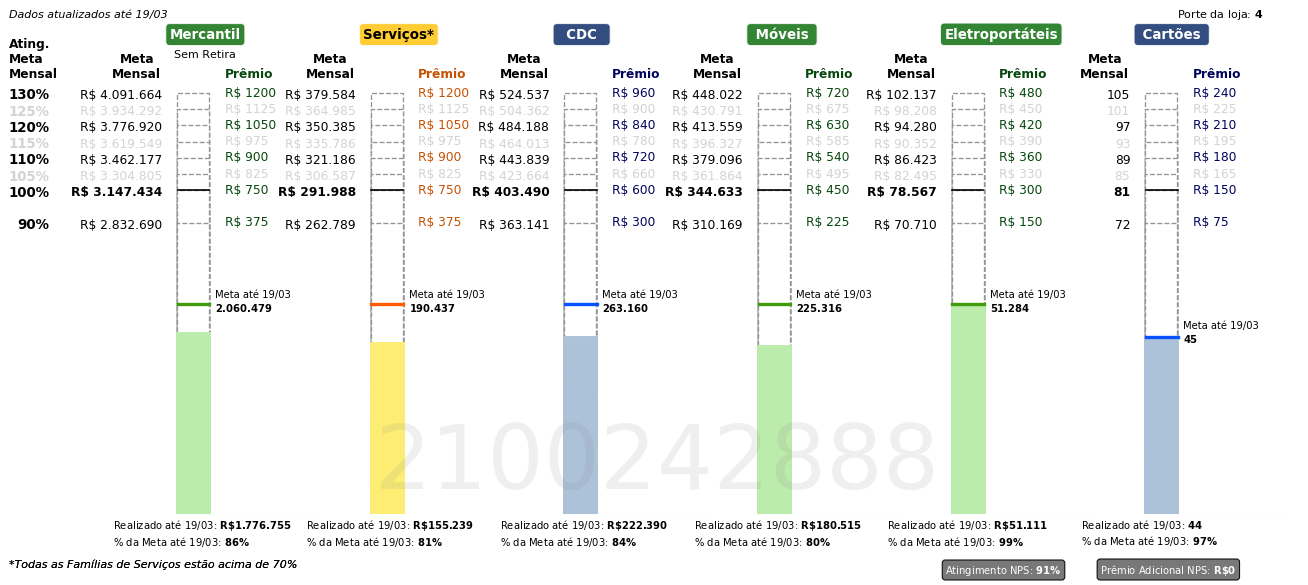 Dados atualizados até 19/03
Porte da loja: 4
Mercantil Serviços* CDC Móveis Eletroportáteis Cartões
Sem Retira
Ating. Meta Mensal
Meta Mensal Prêmio Meta Mensal Prêmio Meta Mensal Prêmio Meta Mensal Prêmio Meta Mensal Prêmio Meta Mensal Prêmio
130% R$ 4.091.664 R$ 1200 R$ 379.584 R$ 1200 R$ 524.537 R$ 960 R$ 448.022 R$ 720 R$ 102.137 R$ 480 105 R$ 240
125% R$ 3.934.292 R$ 1125 R$ 364.985 R$ 1125 R$ 504.362 R$ 900 R$ 430.791 R$ 675 R$ 98.208 R$ 450 101 R$ 225
120% R$ 3.776.920 R$ 1050 R$ 350.385 R$ 1050 R$ 484.188 R$ 840 R$ 413.559 R$ 630 R$ 94.280 R$ 420 97 R$ 210
115% R$ 3.619.549 R$ 975 R$ 335.786 R$ 975 R$ 464.013 R$ 780 R$ 396.327 R$ 585 R$ 90.352 R$ 390 93 R$ 195
110% R$ 3.462.177 R$ 900 R$ 321.186 R$ 900 R$ 443.839 R$ 720 R$ 379.096 R$ 540 R$ 86.423 R$ 360 89 R$ 180
105% R$ 3.304.805 R$ 825 R$ 306.587 R$ 825 R$ 423.664 R$ 660 R$ 361.864 R$ 495 R$ 82.495 R$ 330 85 R$ 165
100% R$ 3.147.434 R$ 750 R$ 291.988 R$ 750 R$ 403.490 R$ 600 R$ 344.633 R$ 450 R$ 78.567 R$ 300 81 R$ 150
90% R$ 2.832.690 R$ 375 R$ 262.789 R$ 375 R$ 363.141 R$ 300 R$ 310.169 R$ 225 R$ 70.710 R$ 150 72 R$ 75
Meta até 19/03 Meta até 19/03 Meta até 19/03 Meta até 19/03 Meta até 19/03
2.060.479 190.437 263.160 225.316 51.284
Meta até 19/03
45
2100242888
Realizado até 19/03: R$1.776.755 Realizado até 19/03: R$155.239 Realizado até 19/03: R$222.390 Realizado até 19/03: R$180.515 Realizado até 19/03: R$51.111 Realizado até 19/03: 44
% da Meta até 19/03: 86% % da Meta até 19/03: 81% % da Meta até 19/03: 84% % da Meta até 19/03: 80% % da Meta até 19/03: 99% % da Meta até 19/03: 97%
*Todas as Famílias de Serviços estão acima de 70%
Atingimento NPS: 91% Prêmio Adicional NPS: R$0